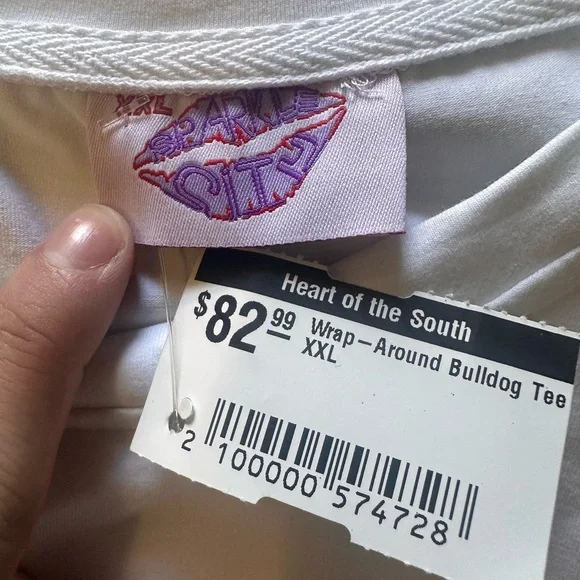 XXL
SPARKLE
CITY
Heart of the South
$82.99 Wrap-Around Bulldog Tee
XXL
2 100000 574728